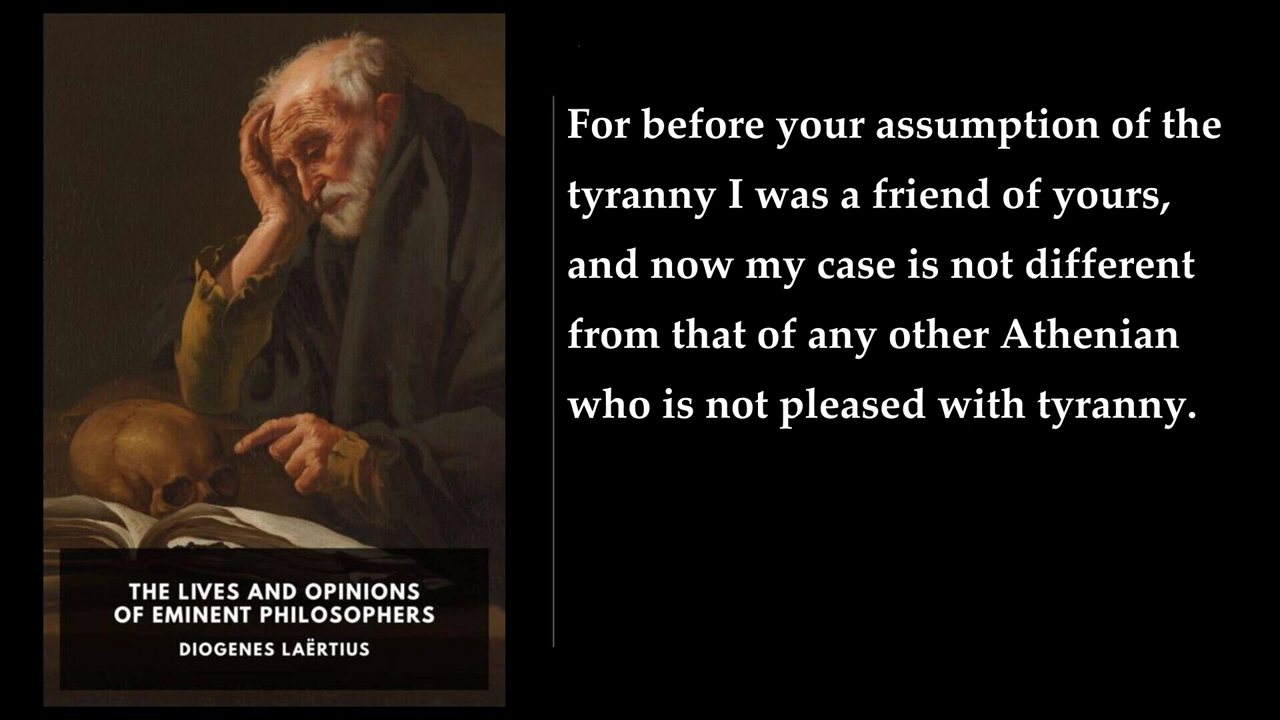 For before your assumption of the
tyranny I was a friend of yours,
and now my case is not different
from that of any other Athenian
who is not pleased with tyranny.
THE LIVES AND OPINIONS
OF EMINENT PHILOSOPHERS
DIOGENES LAËRTIUS